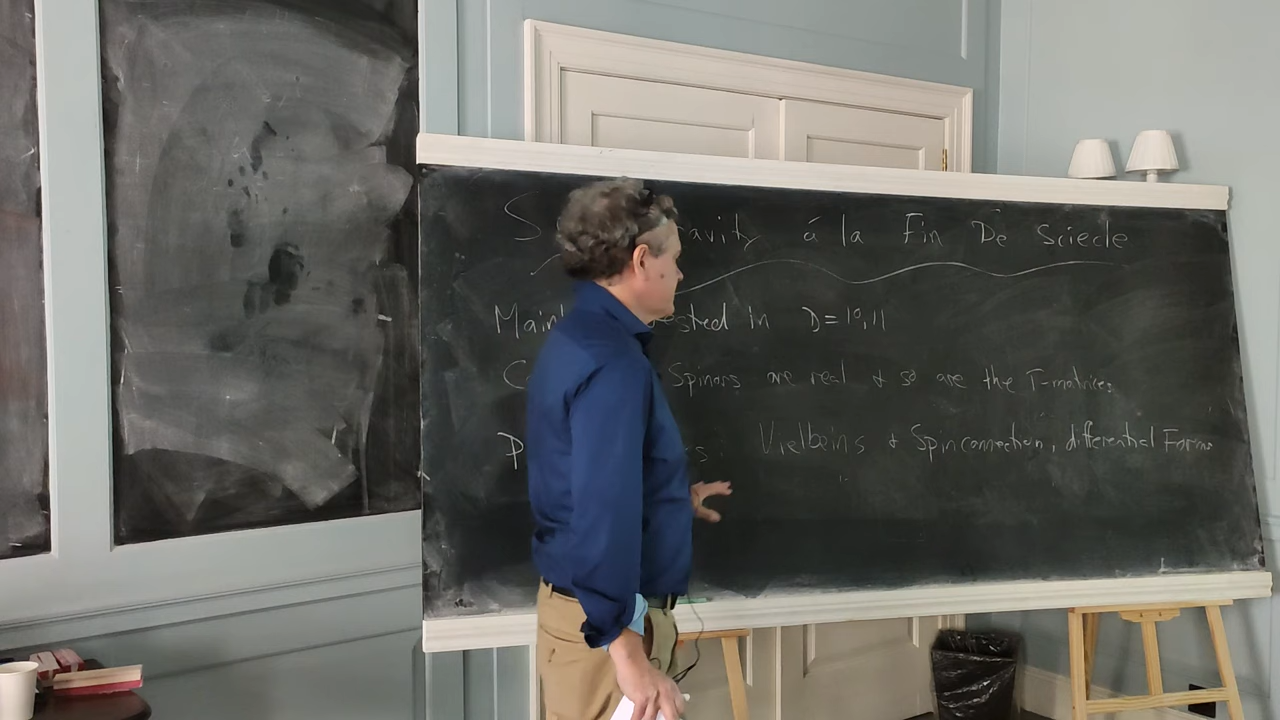 S avity á la Fin De Sciecle
Main ested in D=10,11
Spinors are real & so are the Γ-matrices
P s. Vielbeins & Spin connection, differential Forms